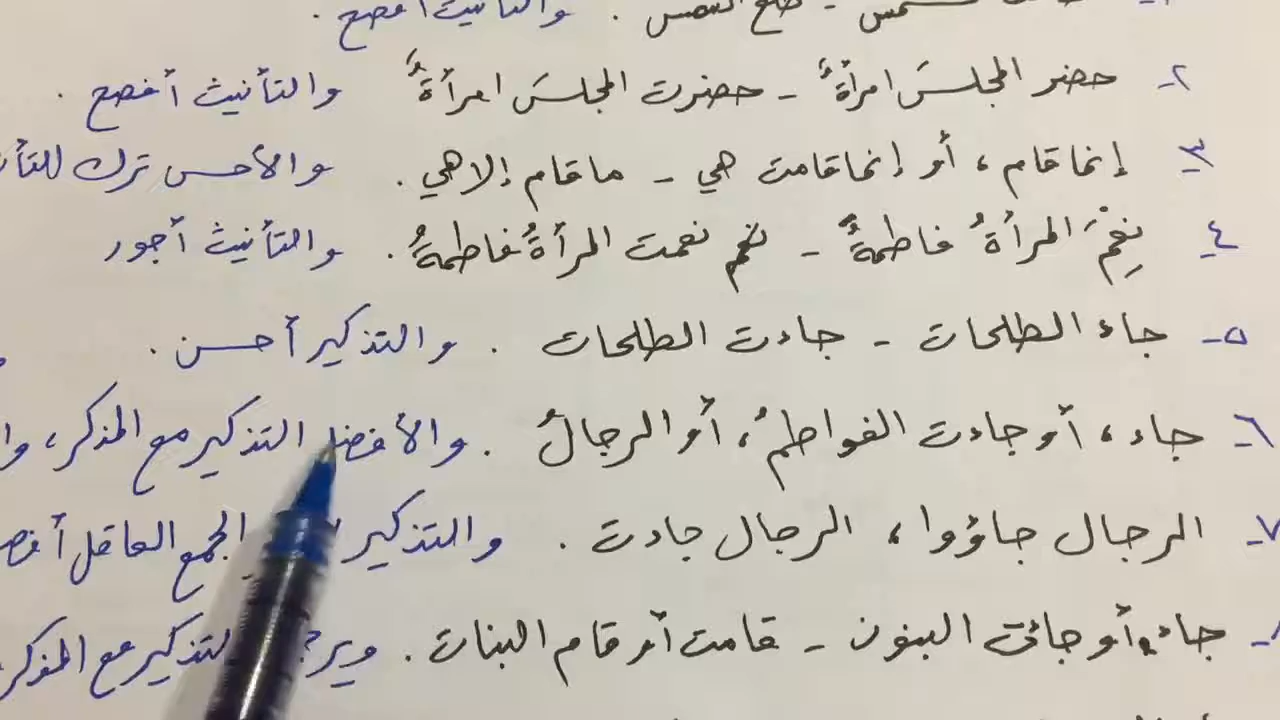 طلع الشمس . والتأنيث أفصح .
٢- حضر المجلسَ امرأةٌ - حضرت المجلسَ امرأةٌ والتأنيث أفصح .
٣- إنما قام ، أو إنما قامت هي - ما قام إلا هي . والأحسن ترك
٤- نِعْمَ المرأةُ فاطمةٌ - نعمت المرأةُ فاطمةٌ . والتأنيث أجود
٥- جاء الطلحات - جاءت الطلحات . والتذكير أحسن .
٦- جاء ، أو جاءت الفواطمُ ، أو الرجالُ . والأفضل التذكير مع المذكر ،
٧- الرجال جاؤوا ، الرجال جاءت . والتذكير الجمع العاقل
٨- جاء أو جاءت البنون - قامت أو قام البنات . التذكير مع المذكر